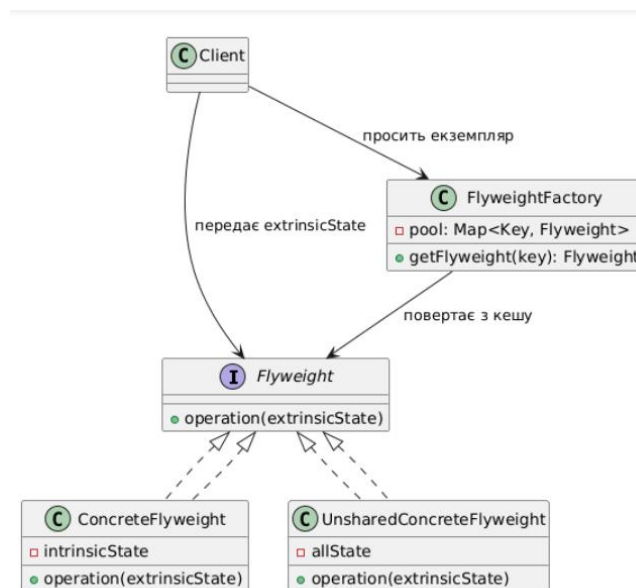 C Client
просить екземпляр
C FlyweightFactory
pool: Map<Key, Flyweight>
getFlyweight(key): Flyweight
передає extrinsicState
повертає з кешу
I Flyweight
operation(extrinsicState)
C ConcreteFlyweight
intrinsicState
operation(extrinsicState)
C UnsharedConcreteFlyweight
allState
operation(extrinsicState)